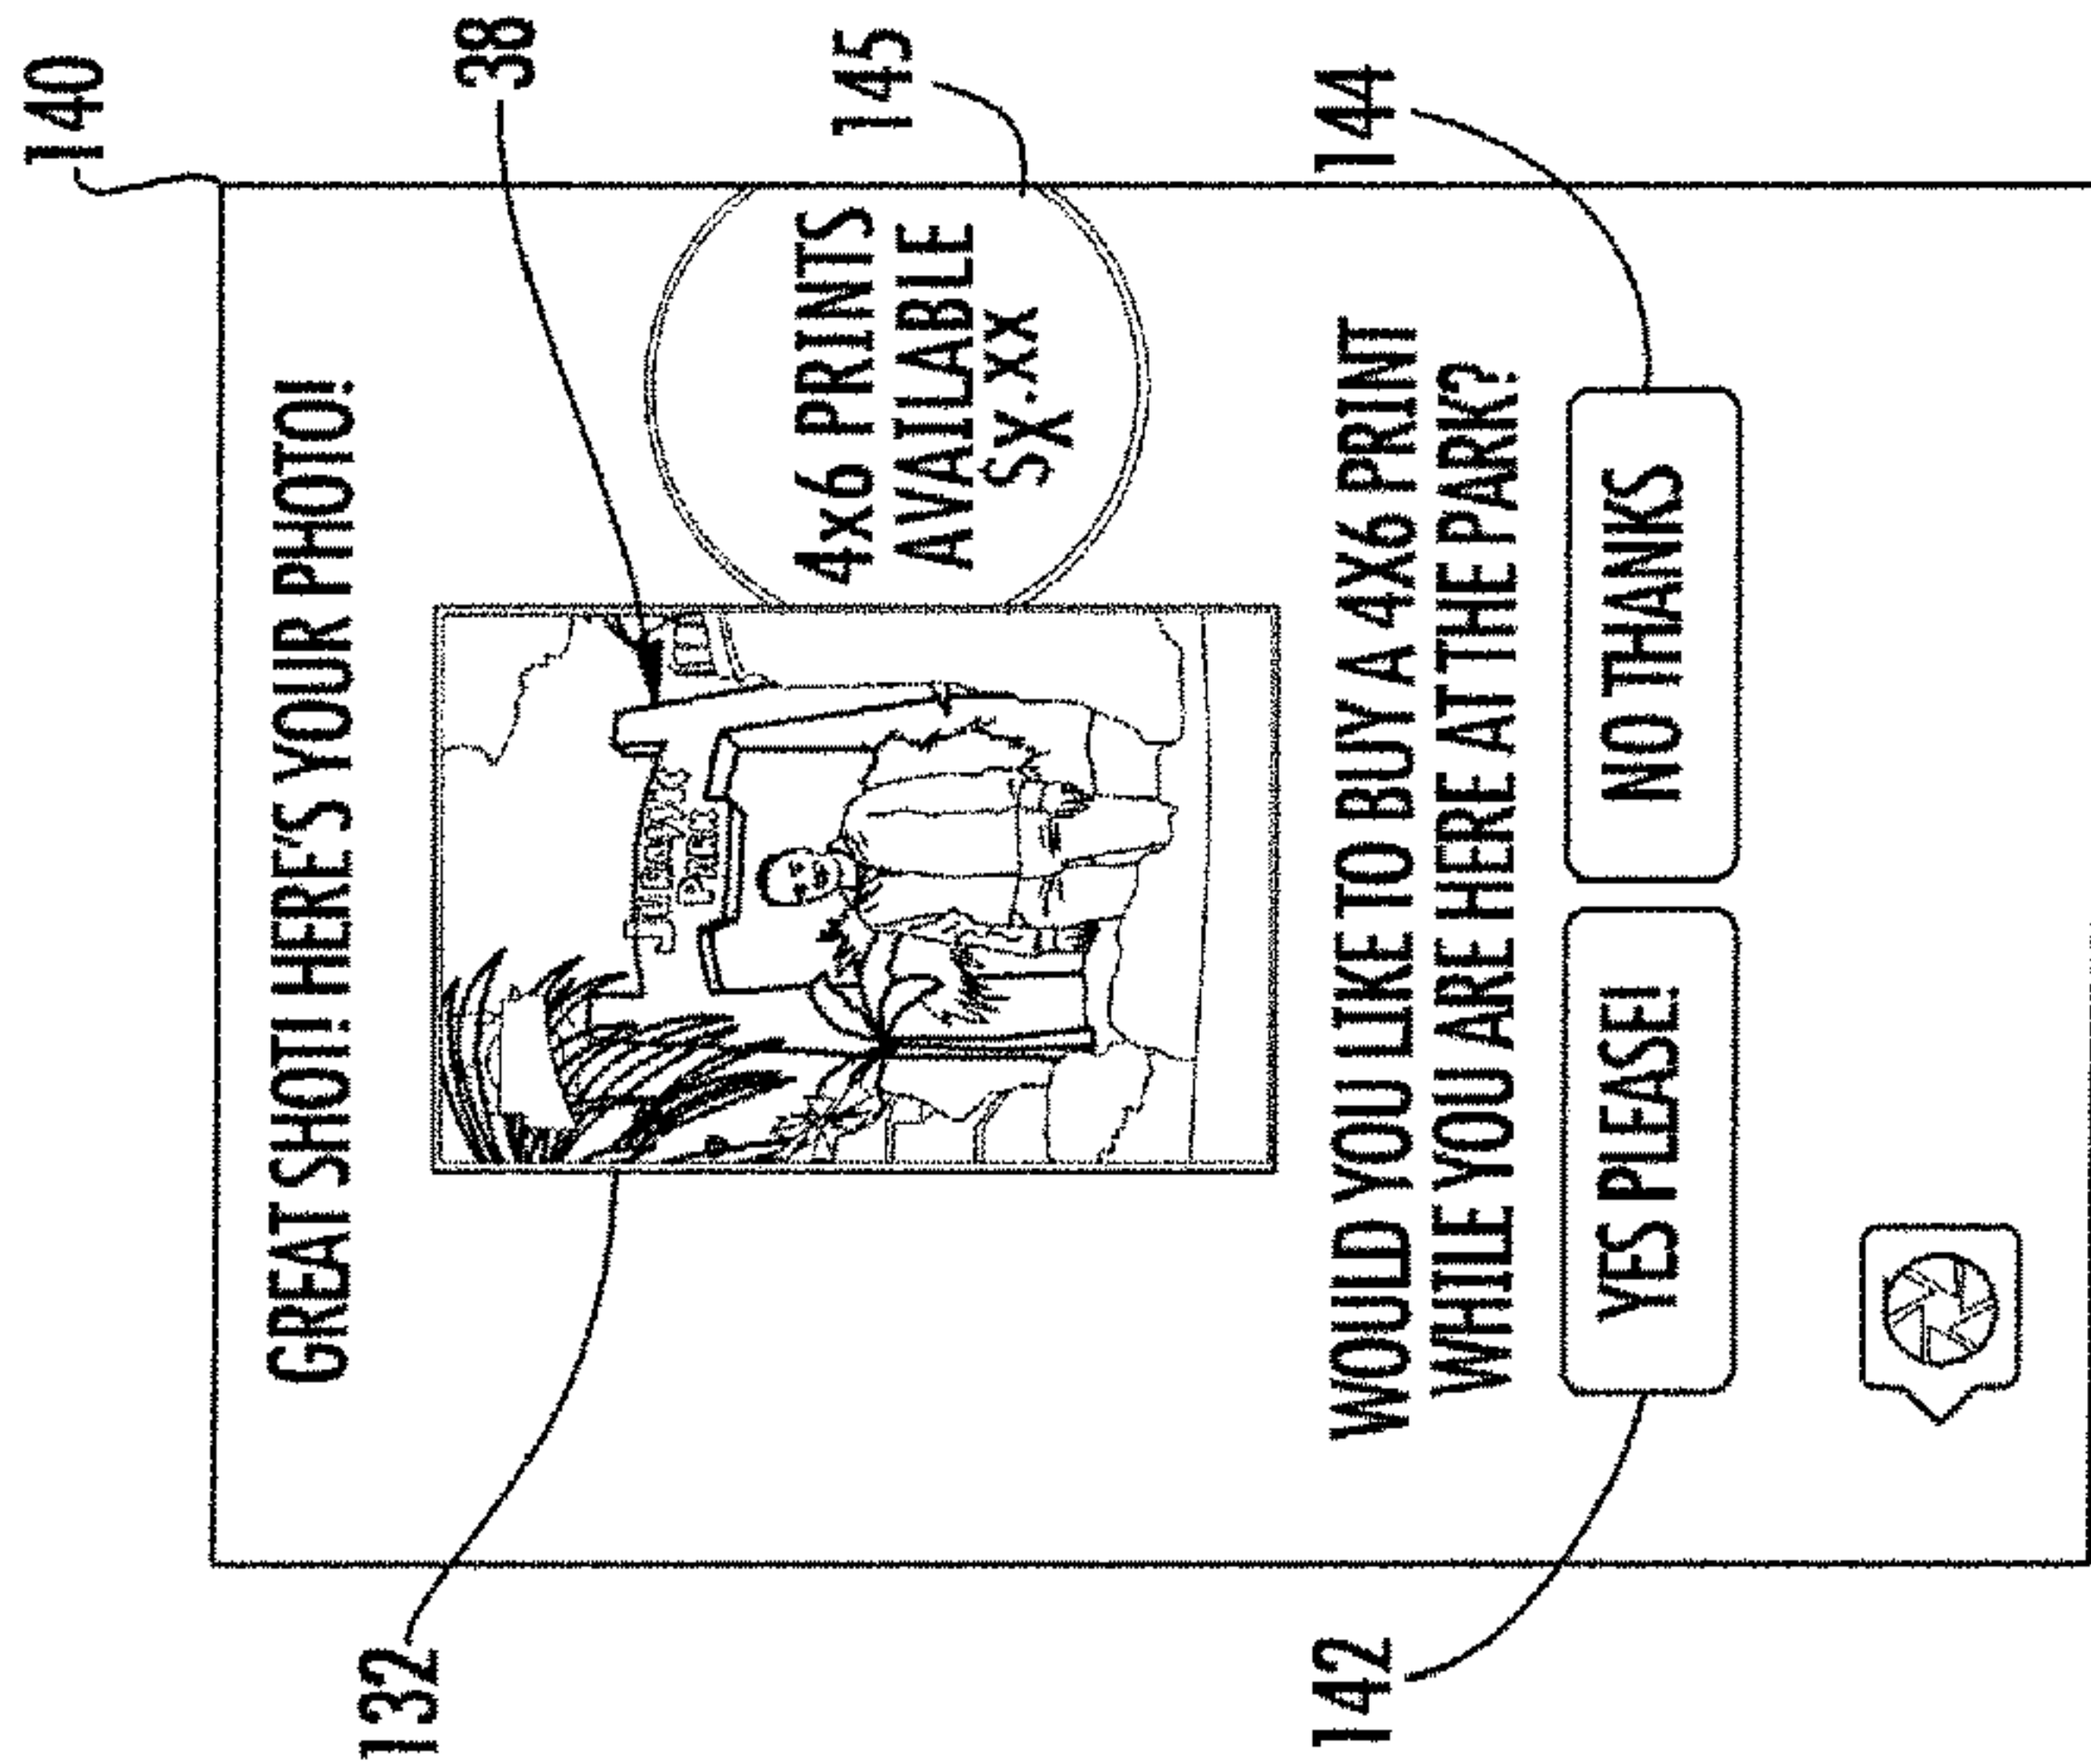 140
GREAT SHOT! HERE'S YOUR PHOTO!
132
38
PARK
4x6 PRINTS
145
AVAILABLE
$X.XX
142
144
WOULD YOU LIKE TO BUY A 4X6 PRINT
WHILE YOU ARE HERE AT THE PARK?
YES PLEASE!
NO THANKS